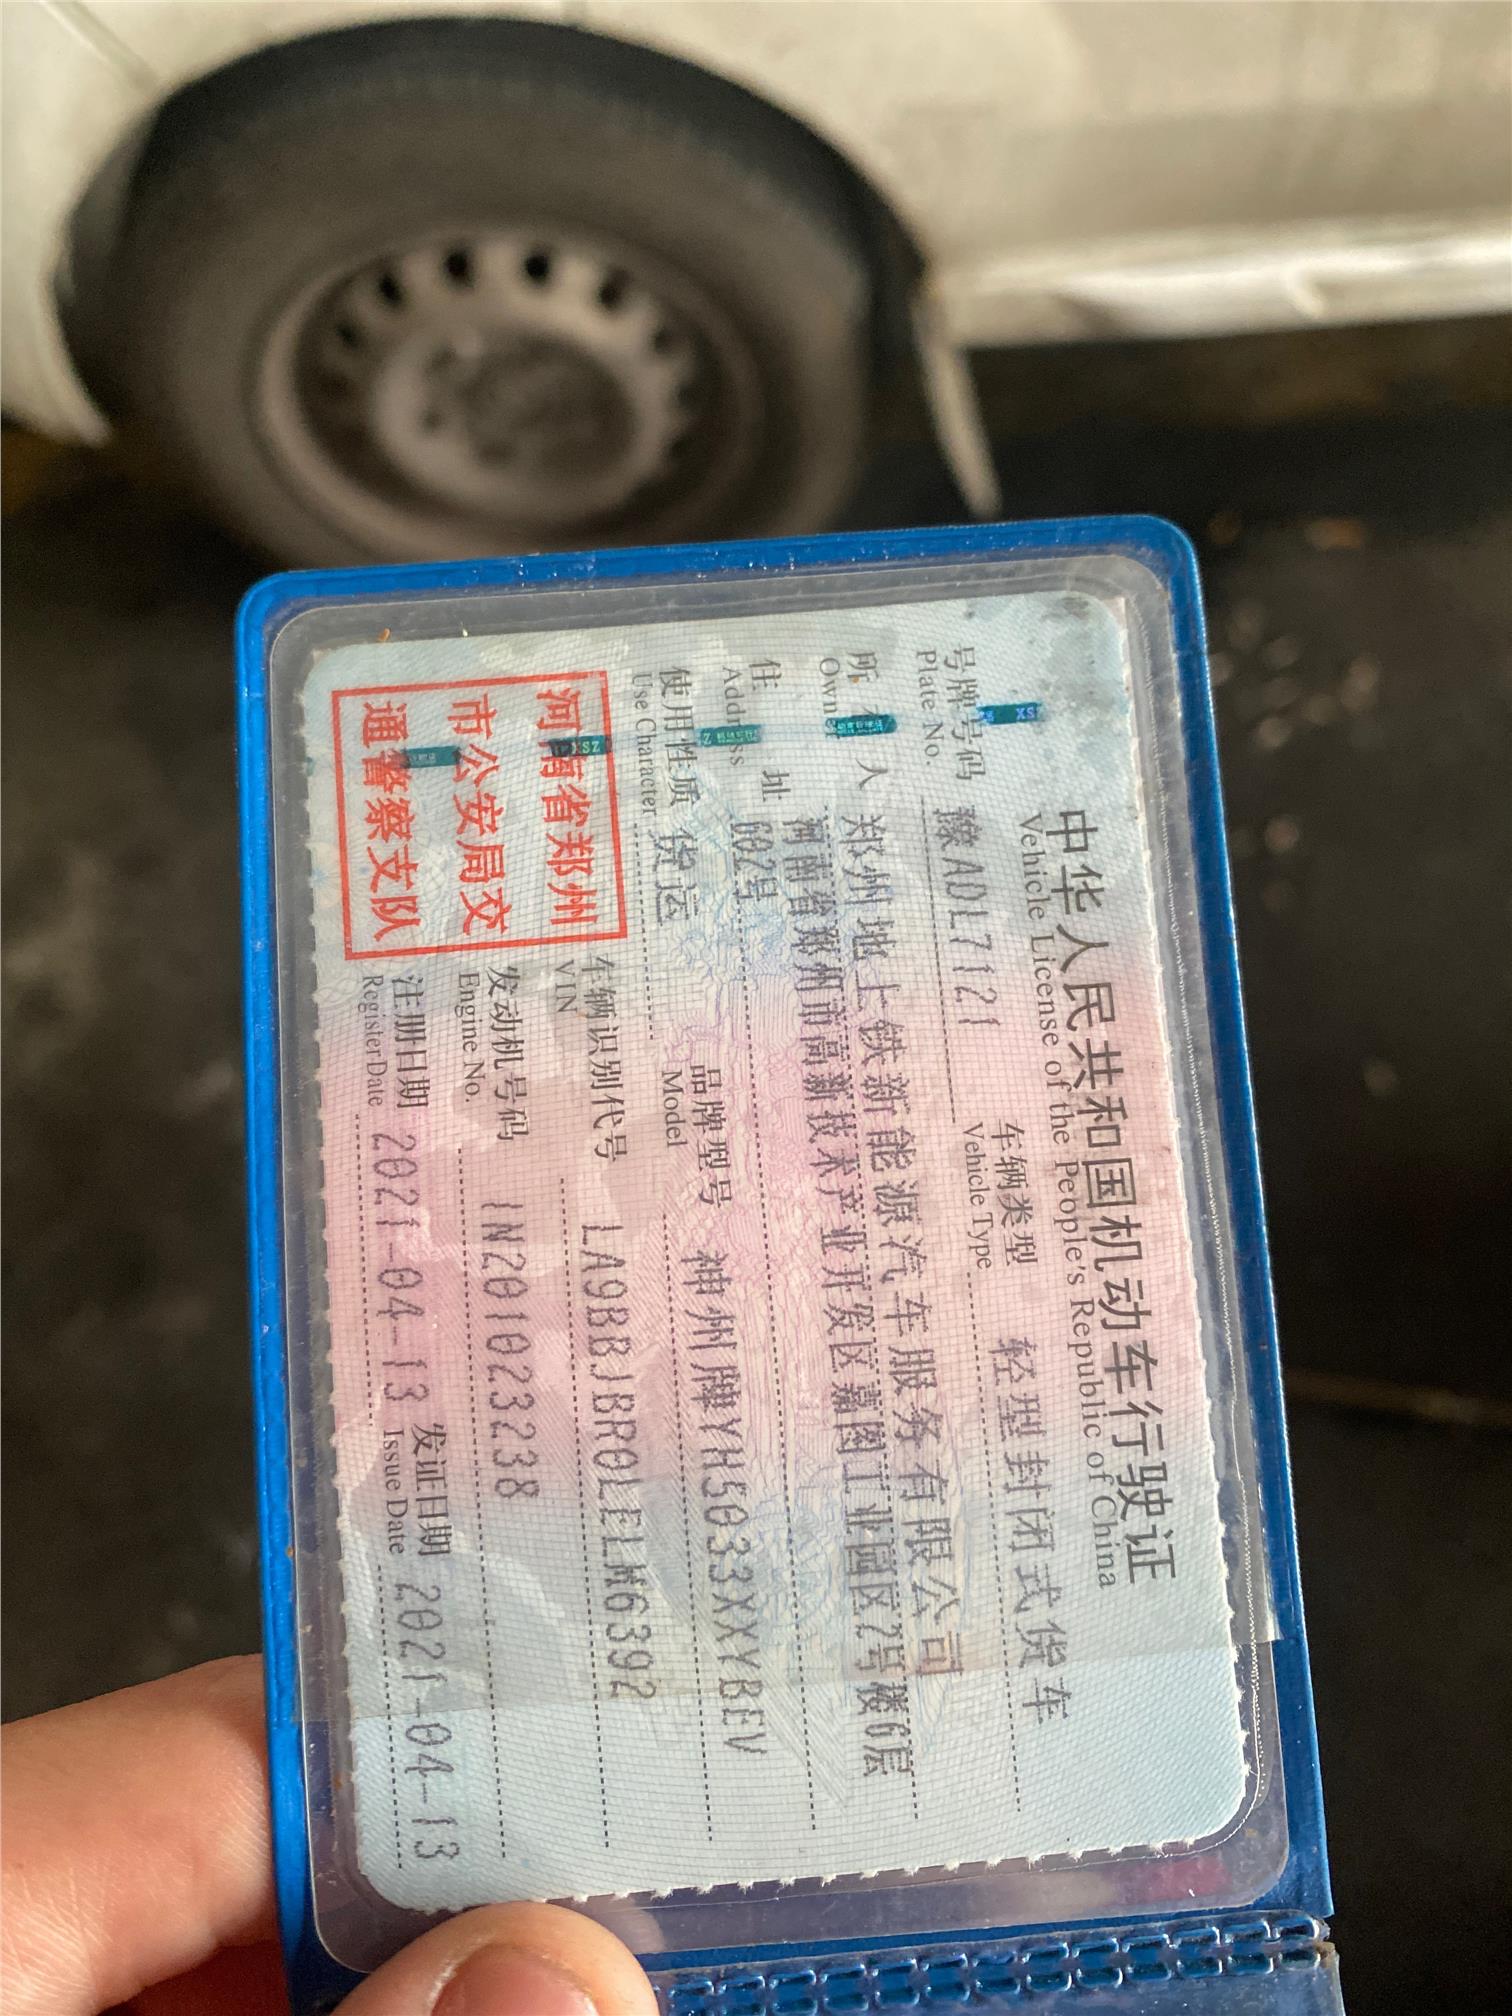 中华人民共和国机动车行驶证
Vehicle License of the People's Republic of China
号牌号码 豫ADL7121 车辆类型 轻型封闭式货车
Plate No. Vehicle Type
所有人 郑州地上铁新能源汽车服务有限公司
Owner
住址 河南省郑州市高新技术产业开发区嘉图工业园区2号楼6层
Address 602号
使用性质 货运 品牌型号 神州牌YH5033XXYBEV
Use Character Model
河南省郑州
市公安局交
通警察支队
车辆识别代号 LA9BBJBR0LELM6392
VIN
发动机号码 1N20102323​8
Engine No.
注册日期 2021-04-13 发证日期 2021-04-13
Register Date Issue Date